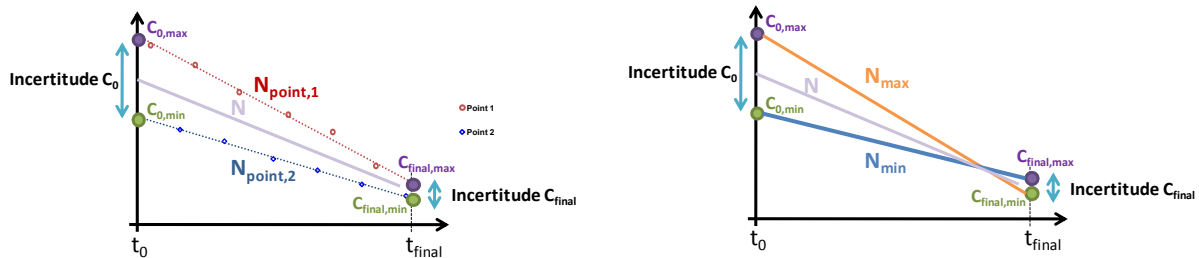 C0,max
Incertitude C0
Npoint,1
N
C0,min
Npoint,2
Point 1
Point 2
Cfinal,max
Cfinal,min
Incertitude Cfinal
t0
tfinal
C0,max
Incertitude C0
Nmax
N
C0,min
Nmin
Cfinal,max
Cfinal,min
Incertitude Cfinal
t0
tfinal